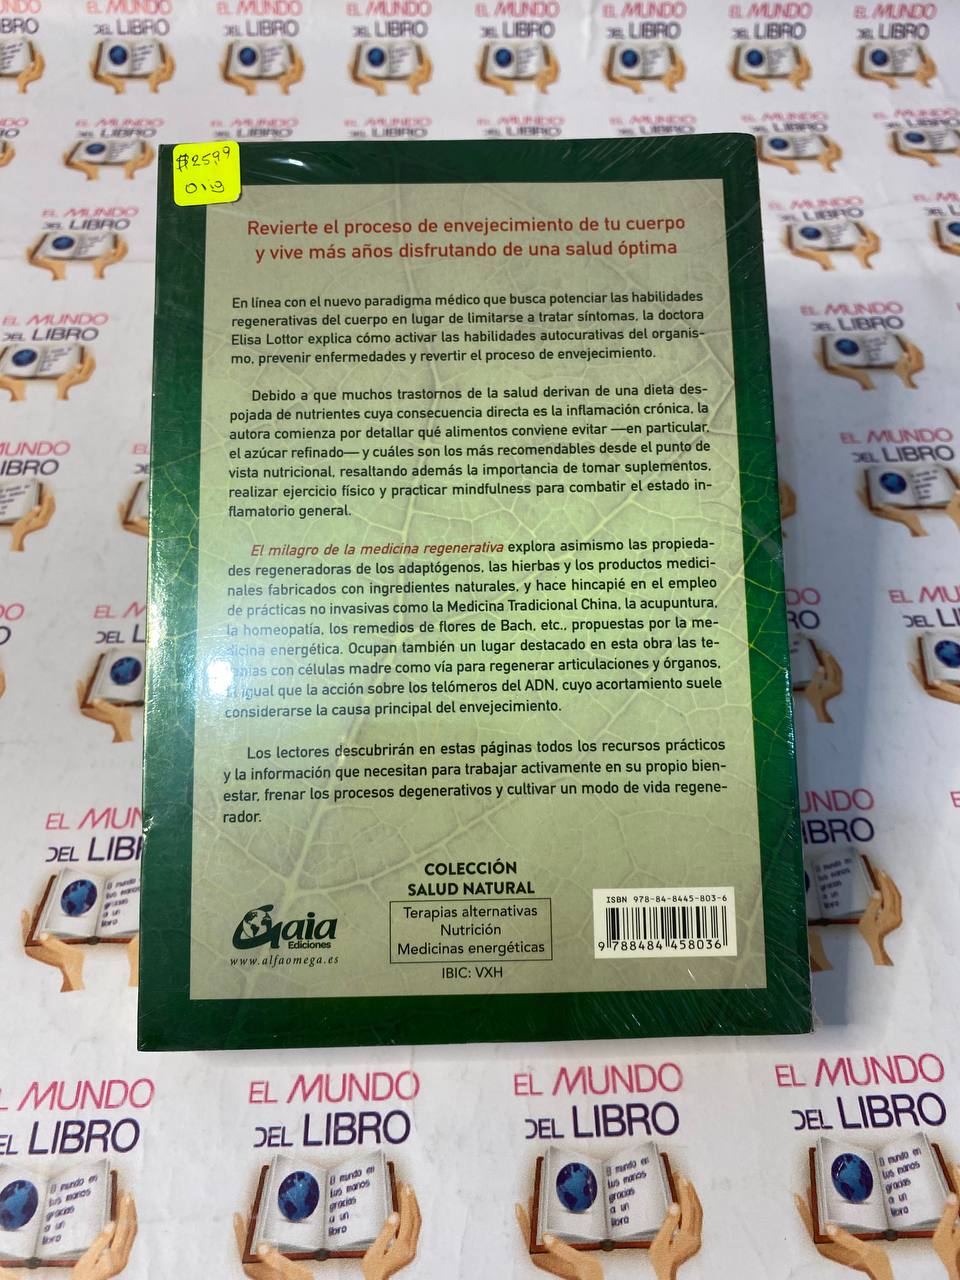 $25,99
Orig
Revierte el proceso de envejecimiento de tu cuerpo
y vive más años disfrutando de una salud óptima
En línea con el nuevo paradigma médico que busca potenciar las habilidades
regenerativas del cuerpo en lugar de limitarse a tratar síntomas, la doctora
Elisa Lottor explica cómo activar las habilidades autocurativas del organis-
mo, prevenir enfermedades y revertir el proceso de envejecimiento.
Debido a que muchos trastornos de la salud derivan de una dieta des-
pojada de nutrientes cuya consecuencia directa es la inflamación crónica, la
autora comienza por detallar qué alimentos conviene evitar —en particular,
el azúcar refinado— y cuáles son los más recomendables desde el punto de
vista nutricional, resaltando además la importancia de tomar suplementos,
realizar ejercicio físico y practicar mindfulness para combatir el estado in-
flamatorio general.
El milagro de la medicina regenerativa explora asimismo las propieda-
des regeneradoras de los adaptógenos, las hierbas y los productos medici-
nales fabricados con ingredientes naturales, y hace hincapié en el empleo
de prácticas no invasivas como la Medicina Tradicional China, la acupuntura,
la homeopatía, los remedios de flores de Bach, etc., propuestas por la me-
dicina energética. Ocupan también un lugar destacado en esta obra las te-
rapias con células madre como vía para regenerar articulaciones y órganos,
al igual que la acción sobre los telómeros del ADN, cuyo acortamiento suele
considerarse la causa principal del envejecimiento.
Los lectores descubrirán en estas páginas todos los recursos prácticos
y la información que necesitan para trabajar activamente en su propio bien-
estar, frenar los procesos degenerativos y cultivar un modo de vida regene-
rador.
COLECCIÓN
SALUD NATURAL
Terapias alternativas
Nutrición
Medicinas energéticas
IBIC: VXH
Gaia
Ediciones
www.alfaomega.es
ISBN 978-84-8445-803-6
9 788484 458036
EL MUNDO
DEL LIBRO
El mundo en
tus manos
gracias
a un
libro